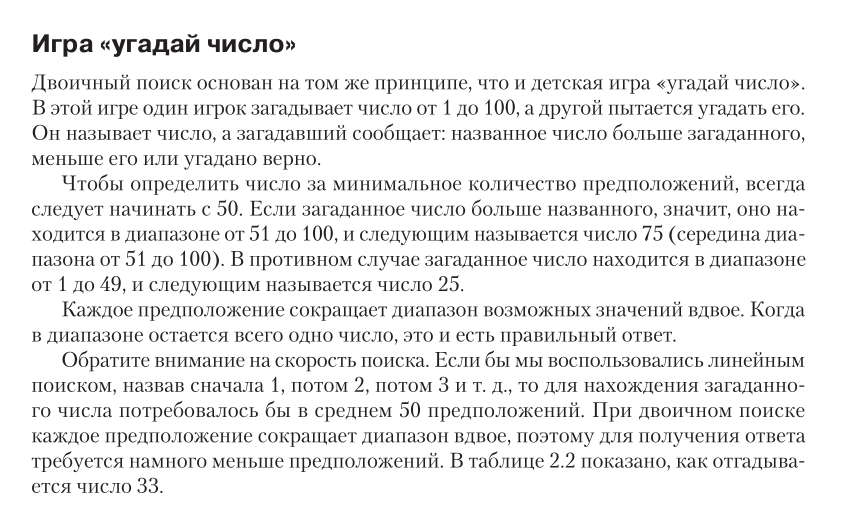 Игра «угадай число»
Двоичный поиск основан на том же принципе, что и детская игра «угадай число».
В этой игре один игрок загадывает число от 1 до 100, а другой пытается угадать его.
Он называет число, а загадавший сообщает: названное число больше загаданного,
меньше его или угадано верно.
Чтобы определить число за минимальное количество предположений, всегда
следует начинать с 50. Если загаданное число больше названного, значит, оно на-
ходится в диапазоне от 51 до 100, и следующим называется число 75 (середина диа-
пазона от 51 до 100). В противном случае загаданное число находится в диапазоне
от 1 до 49, и следующим называется число 25.
Каждое предположение сокращает диапазон возможных значений вдвое. Когда
в диапазоне остается всего одно число, это и есть правильный ответ.
Обратите внимание на скорость поиска. Если бы мы воспользовались линейным
поиском, назвав сначала 1, потом 2, потом 3 и т. д., то для нахождения загаданно-
го числа потребовалось бы в среднем 50 предположений. При двоичном поиске
каждое предположение сокращает диапазон вдвое, поэтому для получения ответа
требуется намного меньше предположений. В таблице 2.2 показано, как отгадыва-
ется число 33.